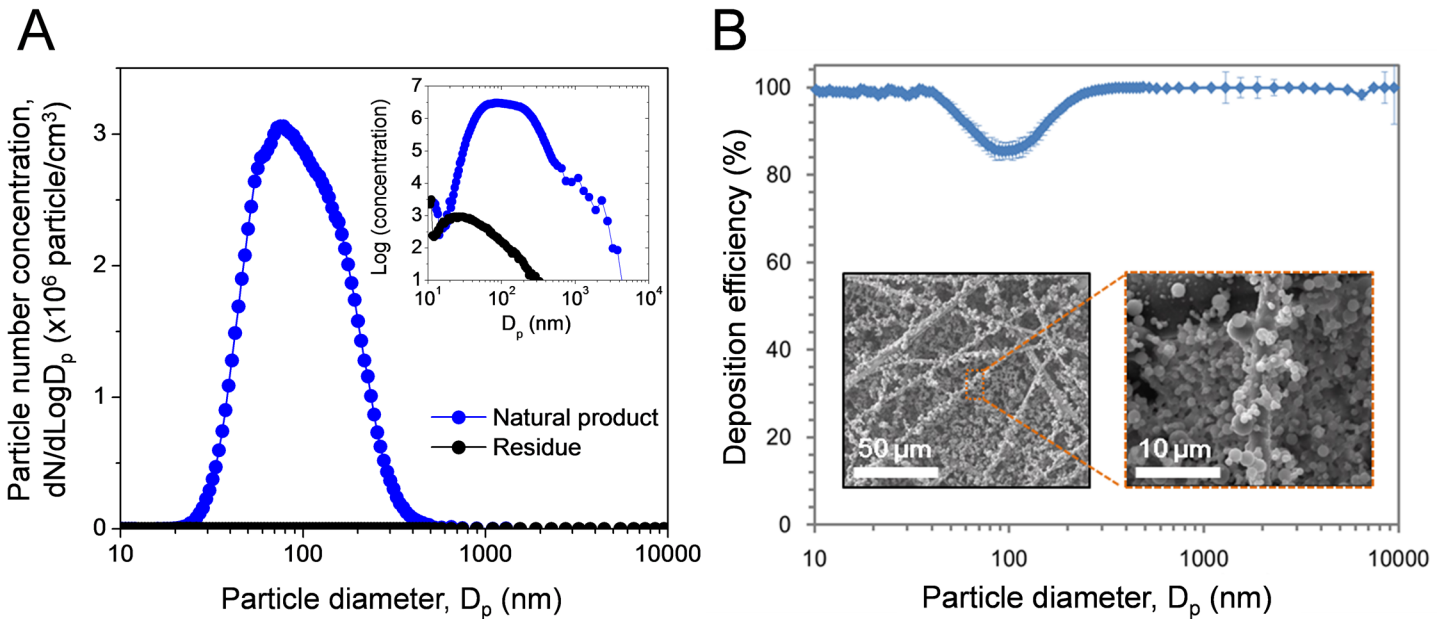 A
Particle number concentration,
dN/dLogDp (x10⁶ particle/cm3)
3
2
1
0
10
100
1000
10000
Particle diameter, Dp (nm)
Log (concentration)
7
6
5
4
3
2
1
10¹
10²
10³
10⁴
Dp (nm)
Natural product
Residue
B
Deposition efficiency (%)
100
80
60
40
20
0
10
100
1000
10000
Particle diameter, Dp (nm)
50 µm
10 µm